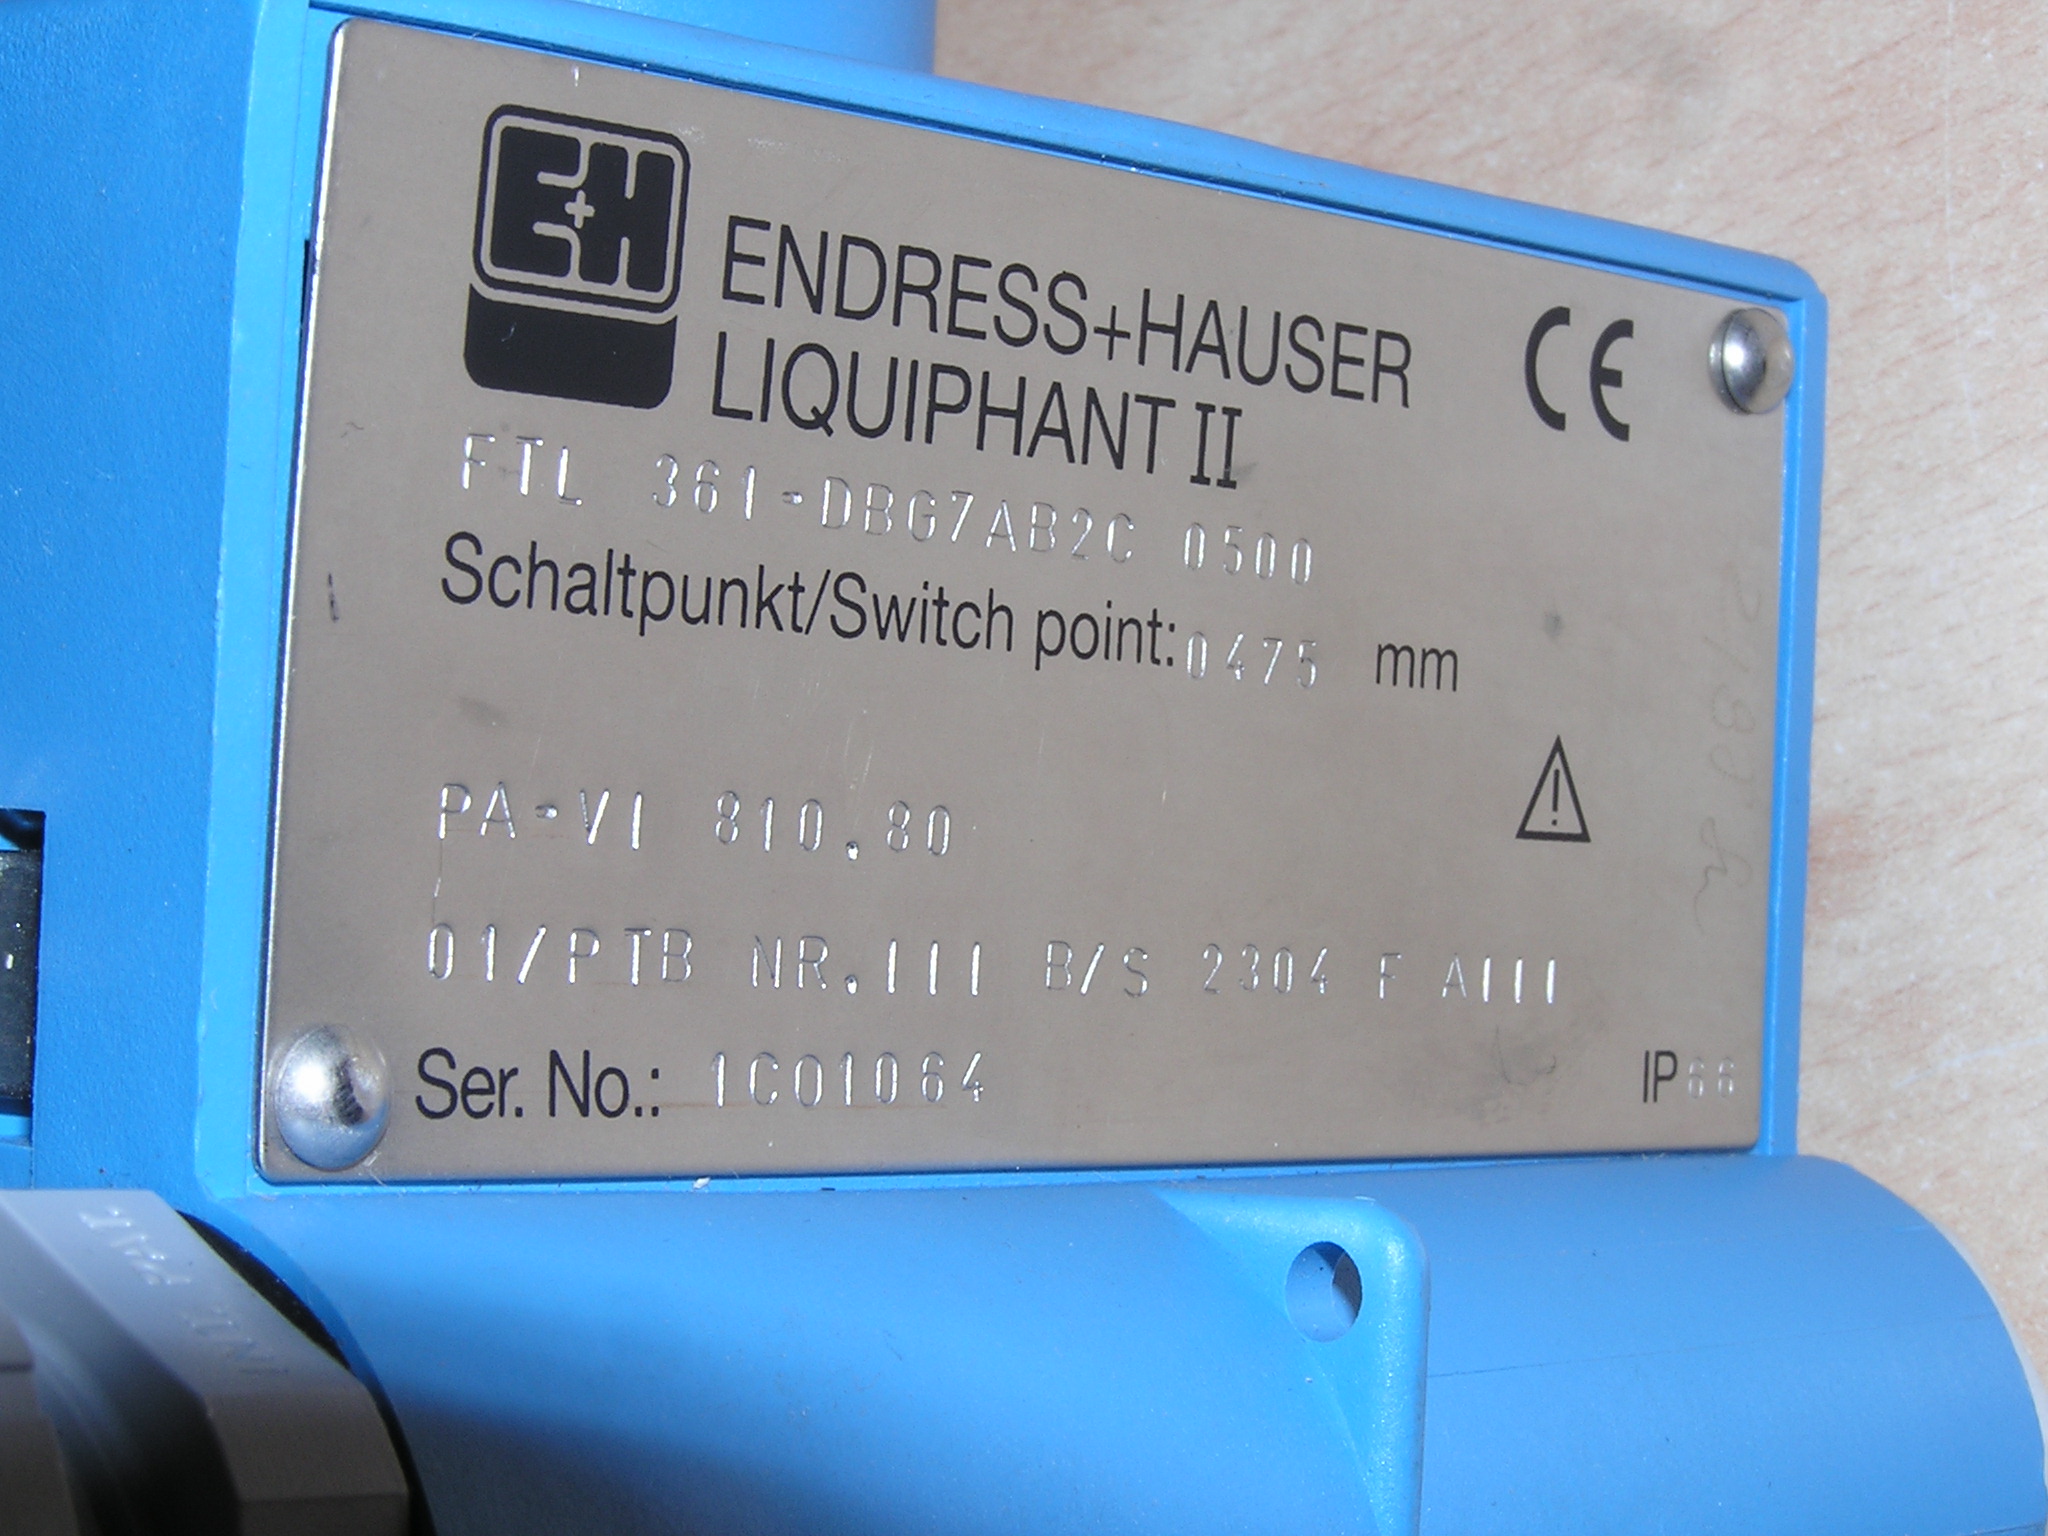 E+H
ENDRESS+HAUSER
LIQUIPHANT II
CE
FTL 361-DBG7AB2C 0500
Schaltpunkt/Switch point: 0475 mm
PA-VI 810.80
01/PTB NR.III B/S 2304 F AIII
Ser. No.: 1C01064
IP66